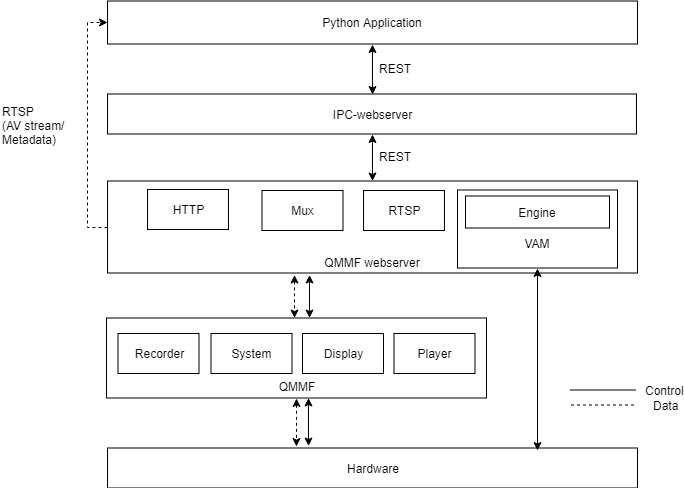 Python Application
REST
RTSP
(AV stream/
Metadata)
IPC-webserver
REST
HTTP
Mux
RTSP
Engine
VAM
QMMF webserver
Recorder
System
Display
Player
QMMF
Control
Data
Hardware